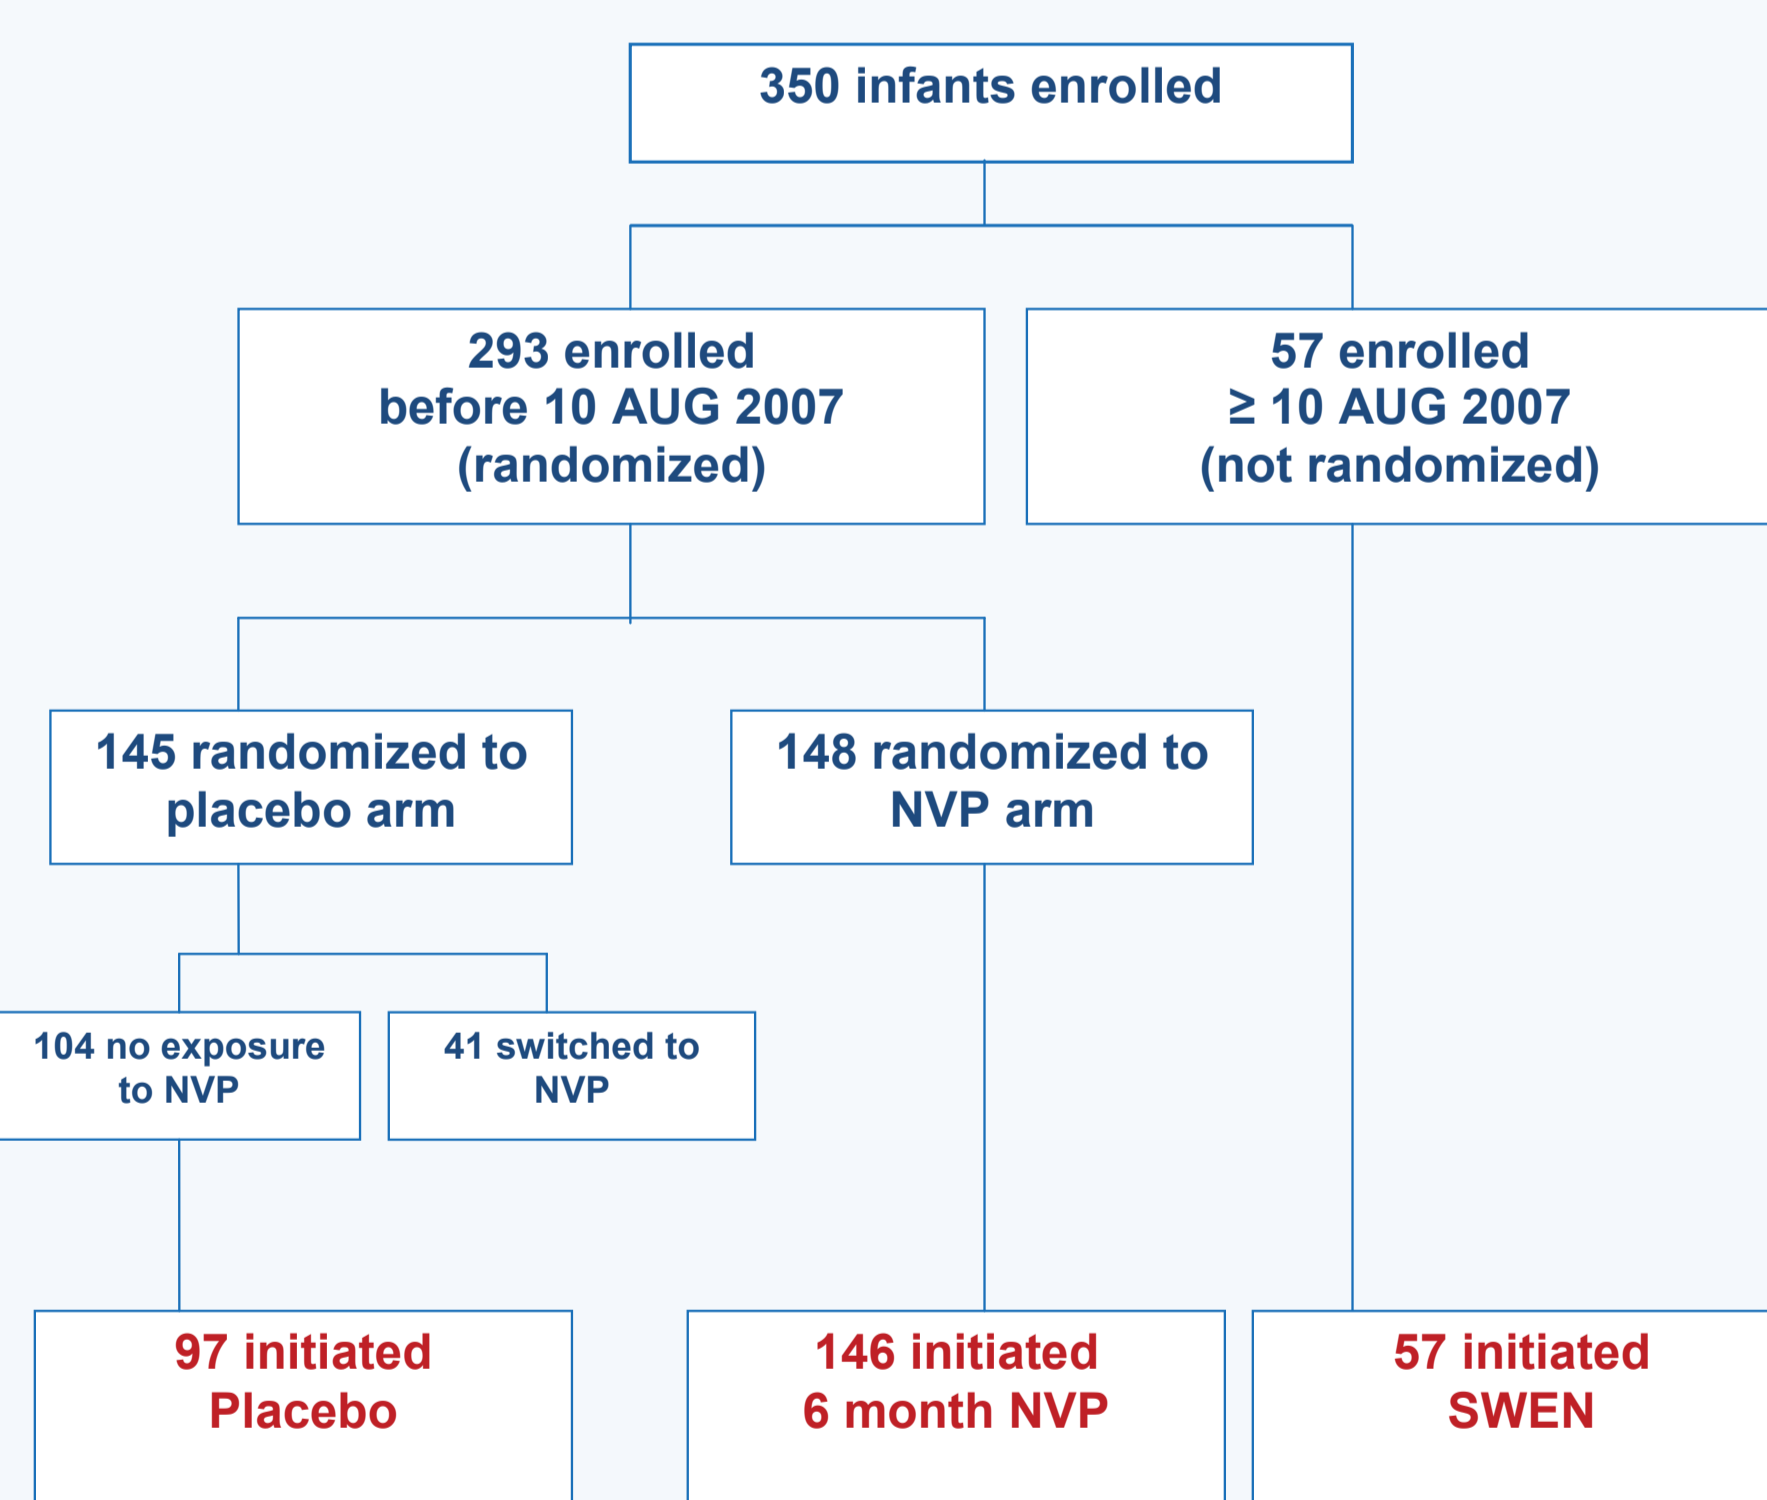 350 infants enrolled
293 enrolled
before 10 AUG 2007
(randomized)
57 enrolled
≥ 10 AUG 2007
(not randomized)
145 randomized to
placebo arm
148 randomized to
NVP arm
104 no exposure
to NVP
41 switched to
NVP
97 initiated
Placebo
146 initiated
6 month NVP
57 initiated
SWEN